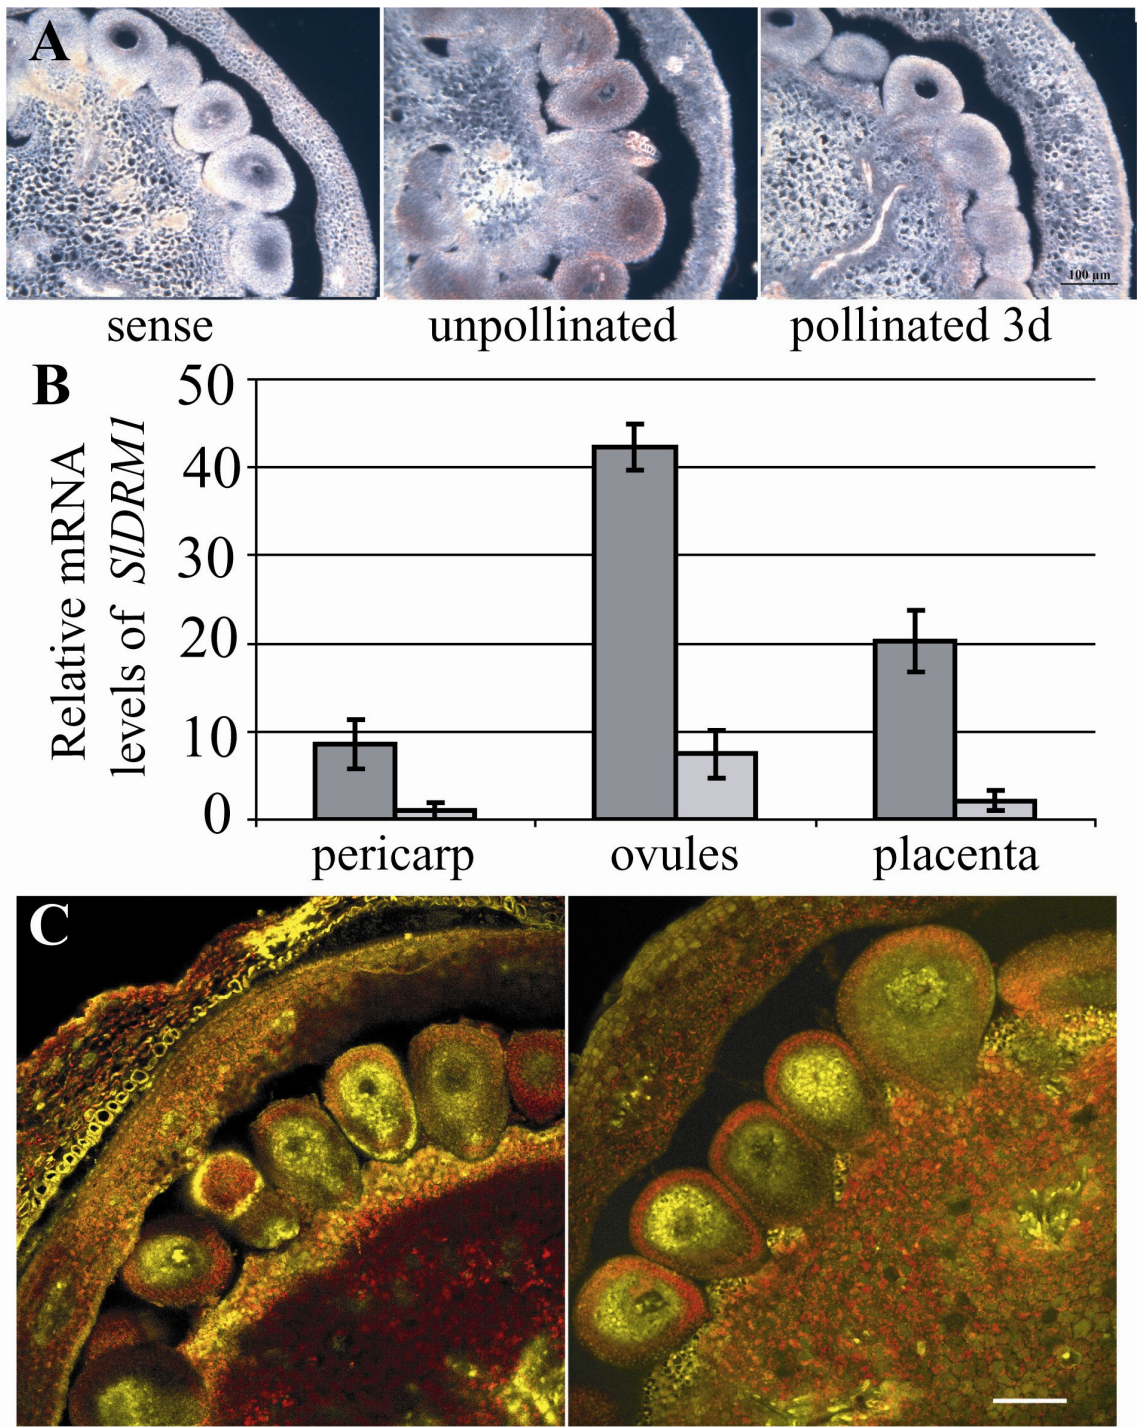 A
100 µm
sense
unpollinated
pollinated 3d
B
Relative mRNA
levels of SlDRM1
50
40
30
20
10
0
pericarp
ovules
placenta
C